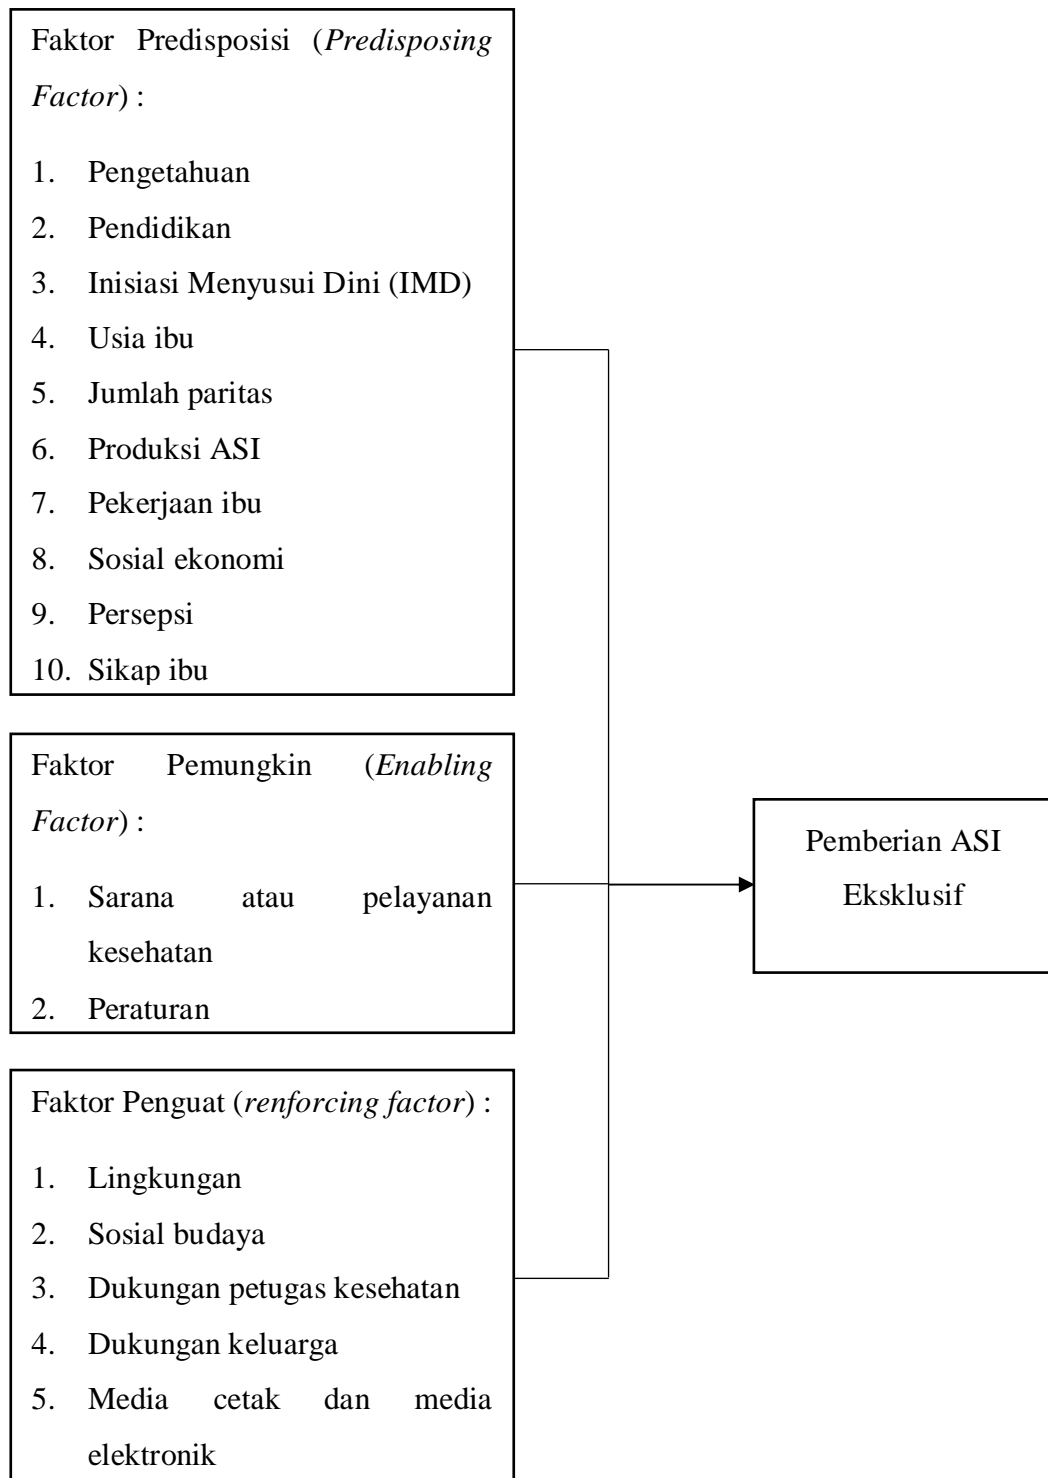 Faktor Predisposisi (Predisposing
Factor) :
1. Pengetahuan
2. Pendidikan
3. Inisiasi Menyusui Dini (IMD)
4. Usia ibu
5. Jumlah paritas
6. Produksi ASI
7. Pekerjaan ibu
8. Sosial ekonomi
9. Persepsi
10. Sikap ibu
Faktor Pemungkin (Enabling
Factor) :
1. Sarana atau pelayanan
kesehatan
2. Peraturan
Faktor Penguat (renforcing factor) :
1. Lingkungan
2. Sosial budaya
3. Dukungan petugas kesehatan
4. Dukungan keluarga
5. Media cetak dan media
elektronik
Pemberian ASI
Eksklusif